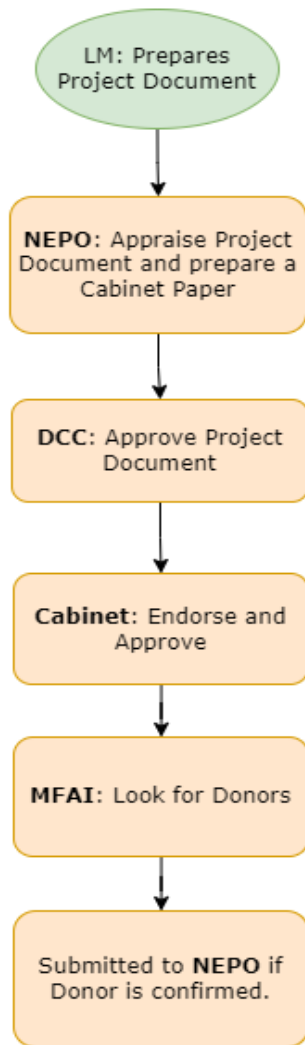 LM: Prepares
Project Document
NEPO: Appraise Project
Document and prepare a
Cabinet Paper
DCC: Approve Project
Document
Cabinet: Endorse and
Approve
MFAI: Look for Donors
Submitted to NEPO if
Donor is confirmed.